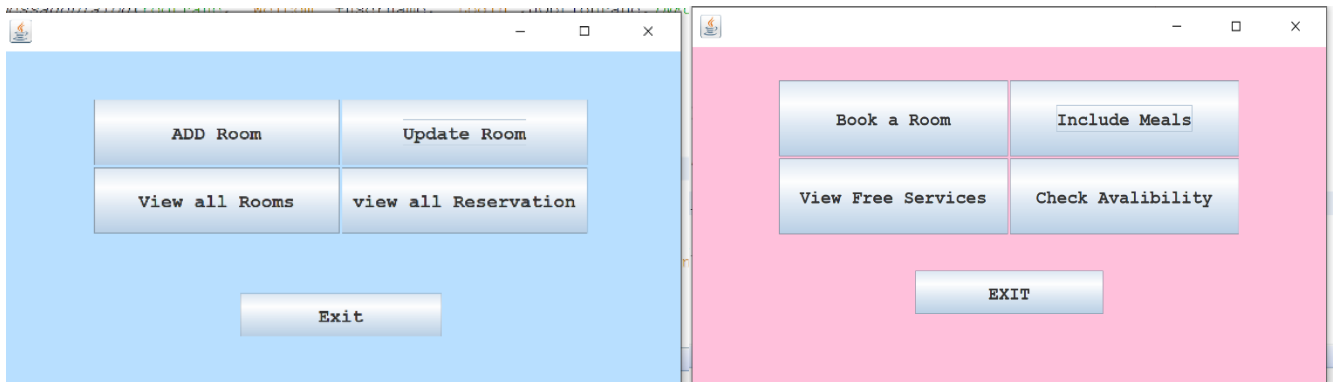 ADD Room
Update Room
View all Rooms
view all Reservation
Exit
Book a Room
Include Meals
View Free Services
Check Avalibility
EXIT